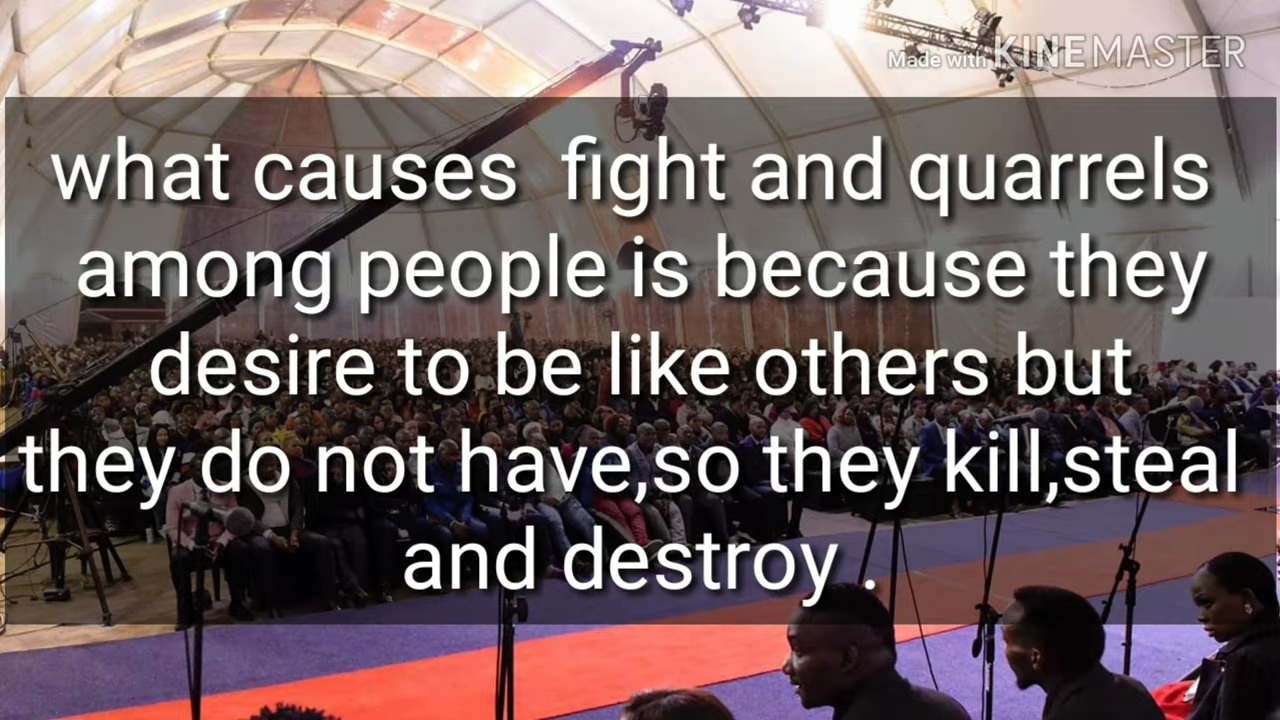 Made with KINEMASTER
what causes  fight and quarrels
among people is because they
desire to be like others but
they do not have,so they kill,steal
and destroy .